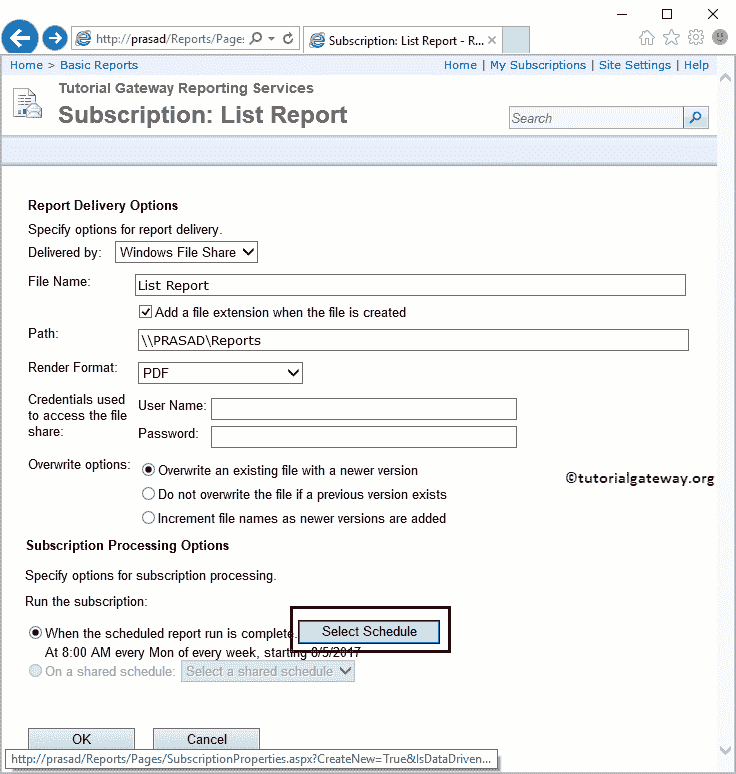 http://prasad/Reports/Page:
Subscription: List Report - R...
Home > Basic Reports
Home | My Subscriptions | Site Settings | Help
Tutorial Gateway Reporting Services
Subscription: List Report
Search
Report Delivery Options
Specify options for report delivery.
Delivered by: Windows File Share
File Name: List Report
Add a file extension when the file is created
Path: \\PRASAD\Reports
Render Format: PDF
Credentials used
to access the file
share:
User Name:
Password:
Overwrite options: Overwrite an existing file with a newer version
©tutorialgateway.org
Do not overwrite the file if a previous version exists
Increment file names as newer versions are added
Subscription Processing Options
Specify options for subscription processing.
Run the subscription:
When the scheduled report run is complete. Select Schedule
At 8:00 AM every Mon of every week, starting 8/5/2017
On a shared schedule: Select a shared schedule
OK Cancel
http://prasad/Reports/Pages/SubscriptionProperties.aspx?CreateNew=True&IsDataDriven...